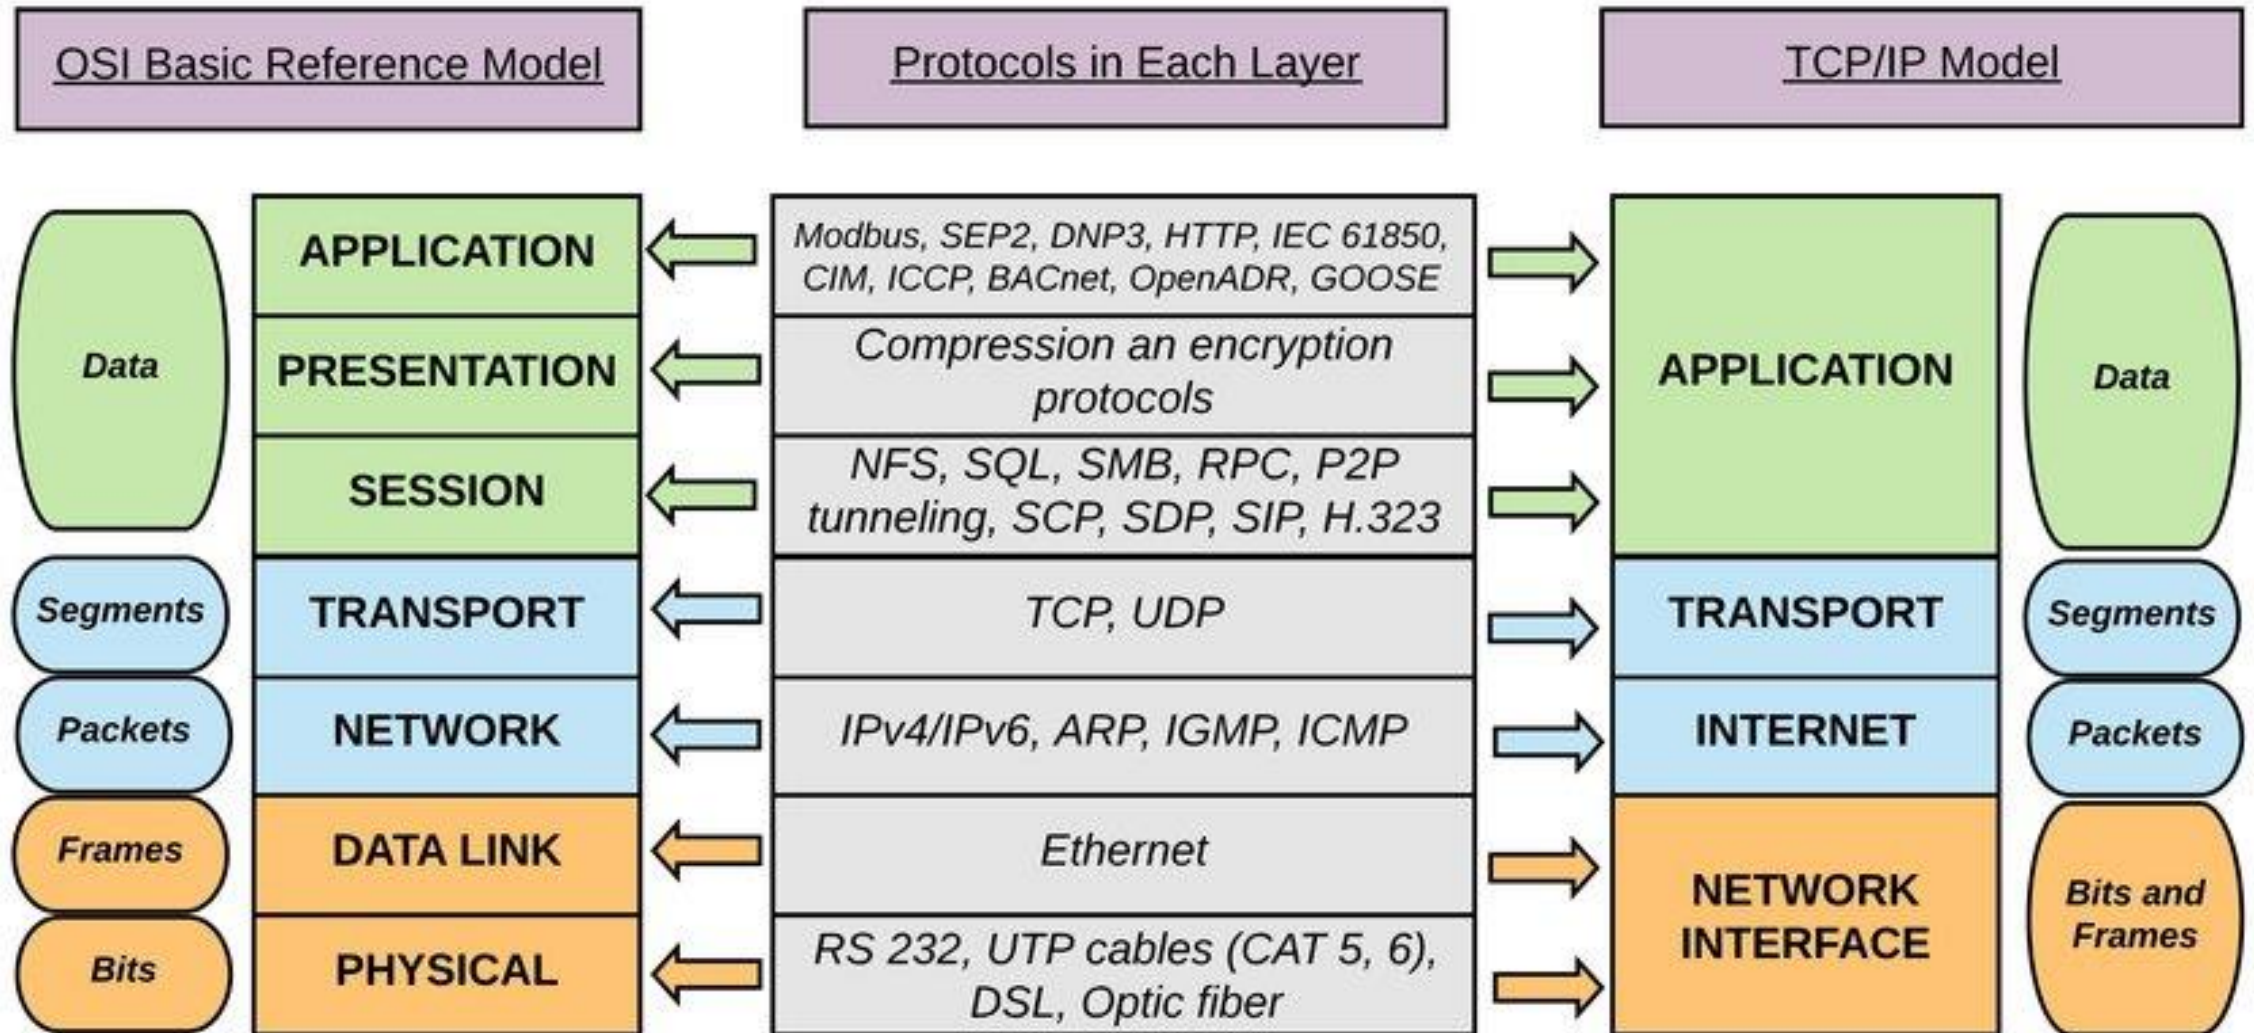 OSI Basic Reference Model
Protocols in Each Layer
TCP/IP Model
Data
APPLICATION
Modbus, SEP2, DNP3, HTTP, IEC 61850,
CIM, ICCP, BACnet, OpenADR, GOOSE
APPLICATION
Data
PRESENTATION
Compression an encryption
protocols
SESSION
NFS, SQL, SMB, RPC, P2P
tunneling, SCP, SDP, SIP, H.323
Segments
TRANSPORT
TCP, UDP
TRANSPORT
Segments
Packets
NETWORK
IPv4/IPv6, ARP, IGMP, ICMP
INTERNET
Packets
Frames
DATA LINK
Ethernet
NETWORK
INTERFACE
Bits and
Frames
Bits
PHYSICAL
RS 232, UTP cables (CAT 5, 6),
DSL, Optic fiber